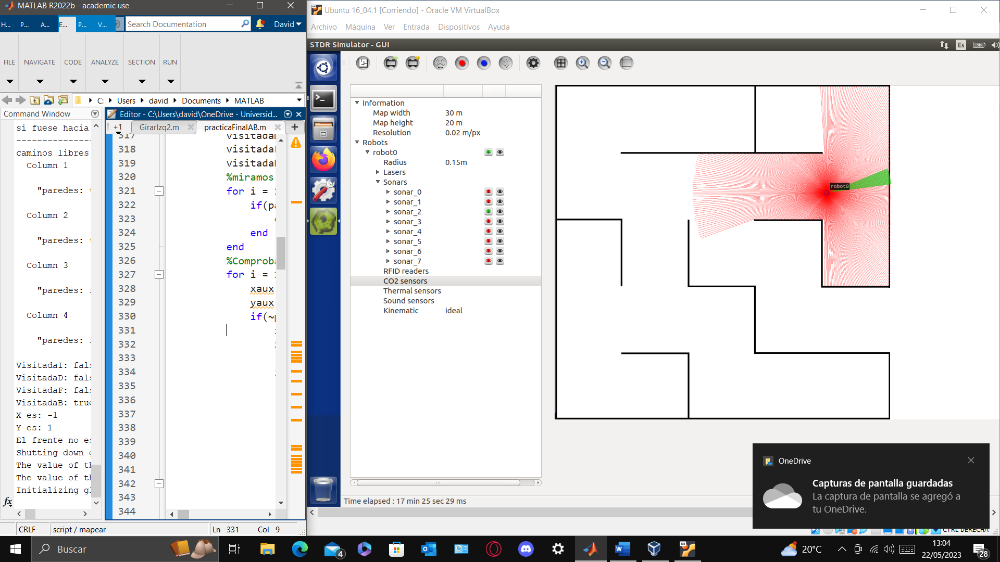 MATLAB R2022b - academic use
H... P... A... E... P... V...
Search Documentation
David
FILE NAVIGATE CODE ANALYZE SECTION RUN
C: Users david Documents MATLAB
Command Window
si fuese hacia
---------------
caminos libres
Column 1
"paredes:
Column 2
"paredes:
Column 3
"paredes:
Column 4
"paredes:
VisitadaI: fal
VisitadaD: fal
VisitadaF: fal
VisitadaB: true
X es: -1
Y es: 1
El frente no e
Shutting down
The value of t
The value of t
Initializing g
fx
Editor - C:\Users\david\OneDrive - Universid...
+1 GirarIzq2.m practicaFinalAB.m +
317 visitada
318 visitada
319 visitada
320 %miramos
321 for i =
322 if(pa
323
324 end
325 end
326 %Comproba
327 for i =
328 xaux
329 yaux
330 if(~
331
332
333
334
335
336
337
338
339
340
341
342
343
344
CRLF script / mapear Ln 331 Col 9
Ubuntu 16_04.1 [Corriendo] - Oracle VM VirtualBox
Archivo Máquina Ver Entrada Dispositivos Ayuda
STDR Simulator - GUI
Es
Information
Map width 30 m
Map height 20 m
Resolution 0.02 m/px
Robots
robot0
Radius 0.15m
Lasers
Sonars
sonar_0
sonar_1
sonar_2
sonar_3
sonar_4
sonar_5
sonar_6
sonar_7
RFID readers
CO2 sensors
Thermal sensors
Sound sensors
Kinematic ideal
robot0
Time elapsed : 17 min 25 sec 29 ms
OneDrive
Capturas de pantalla guardadas
La captura de pantalla se agregó a
tu OneDrive.
CTRL DERECHA
Buscar
4
64
20°C
13:04
22/05/2023
28